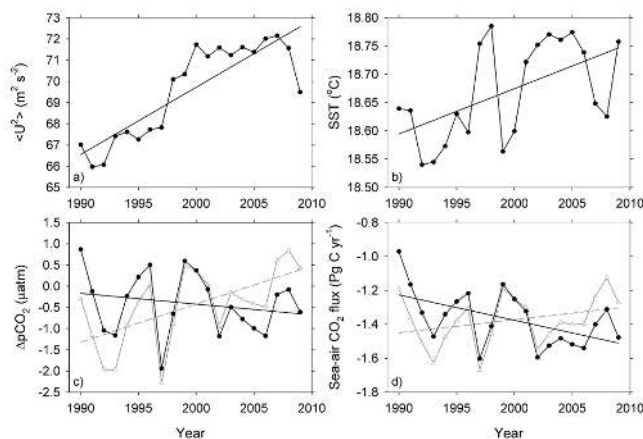 73
72
71
70
69
68
67
66
65
<U²> (m² s⁻²)
a)
1990 1995 2000 2005 2010
18.80
18.75
18.70
18.65
18.60
18.55
18.50
SST (°C)
b)
1990 1995 2000 2005 2010
1.5
1.0
0.5
0.0
-0.5
-1.0
-1.5
-2.0
-2.5
ΔpCO₂ (μatm)
c)
1990 1995 2000 2005 2010
Year
-0.8
-1.0
-1.2
-1.4
-1.6
-1.8
Sea-air CO₂ flux (Pg C yr⁻¹)
d)
1990 1995 2000 2005 2010
Year